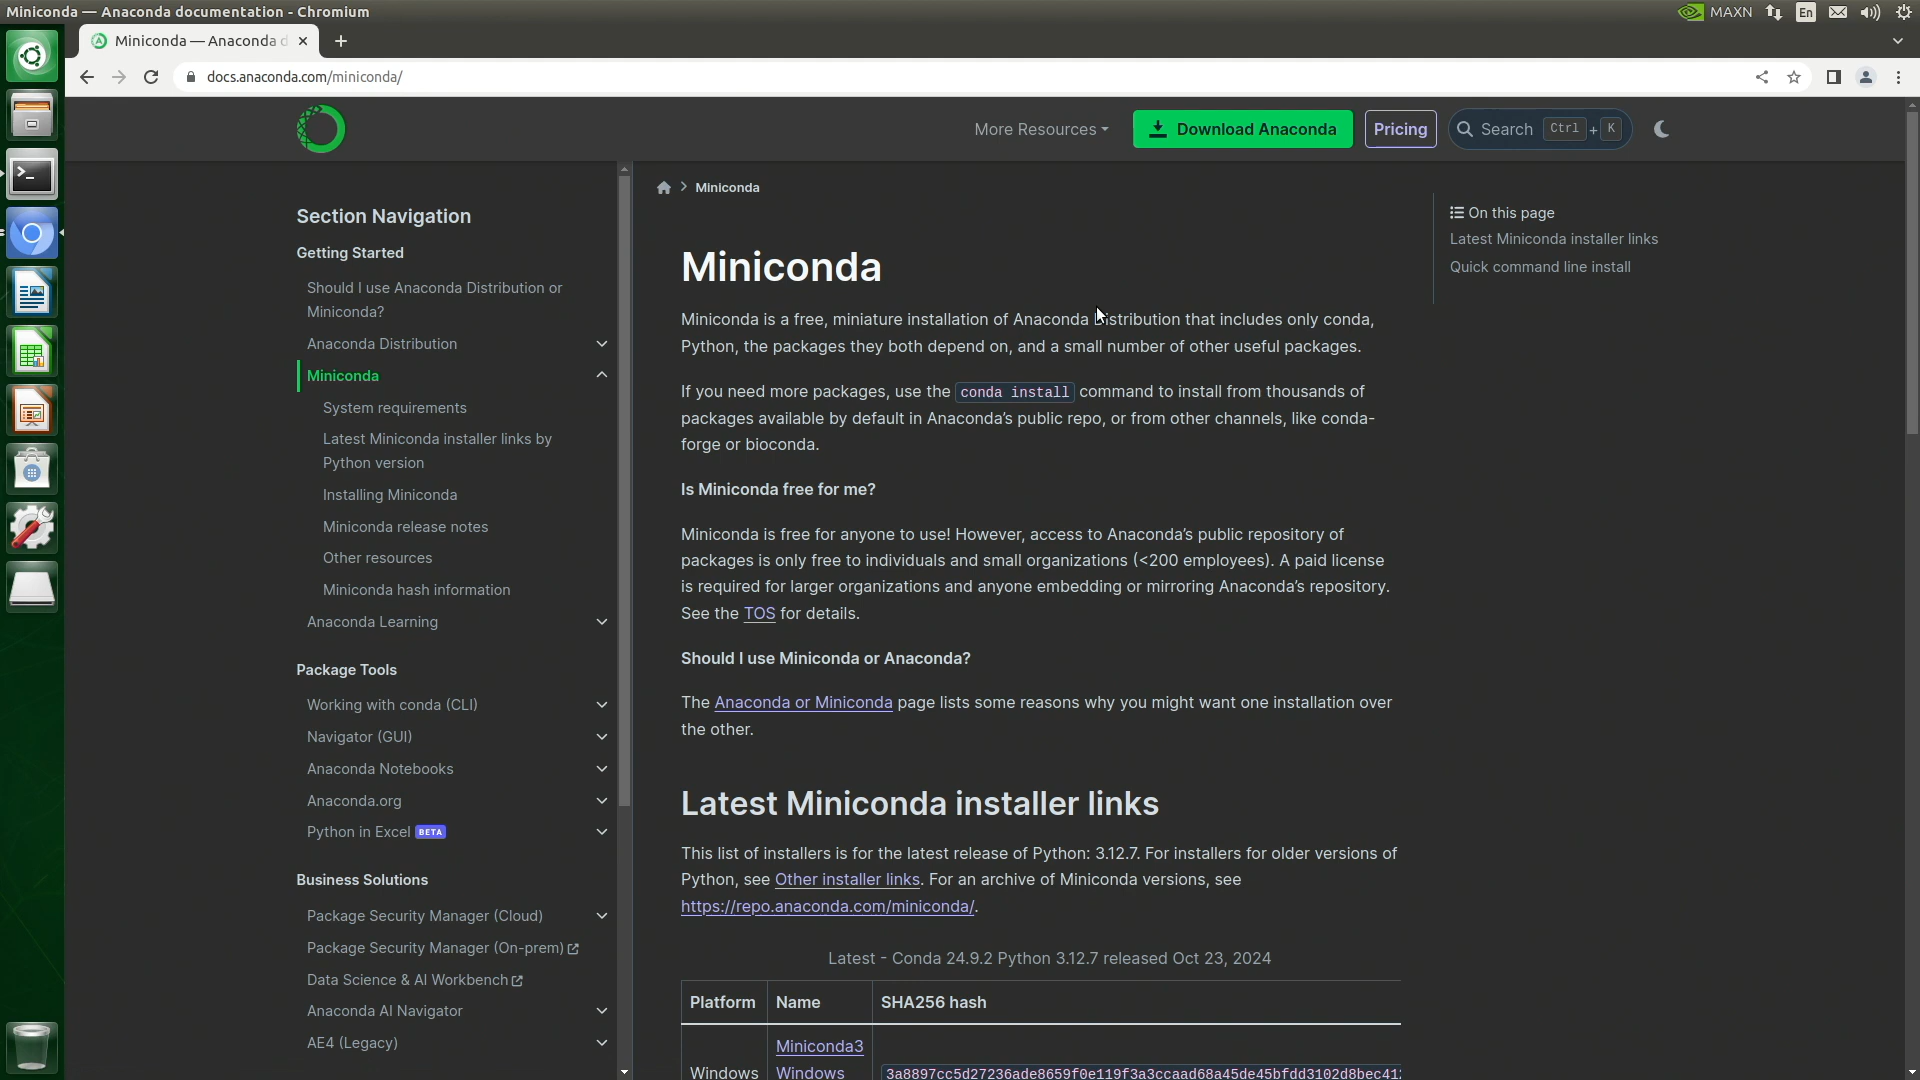 Miniconda — Anaconda documentation - Chromium
MAXN
En
Miniconda — Anaconda d
docs.anaconda.com/miniconda/
More Resources
Download Anaconda
Pricing
Search Ctrl + K
Section Navigation
Getting Started
Should I use Anaconda Distribution or
Miniconda?
Anaconda Distribution
Miniconda
System requirements
Latest Miniconda installer links by
Python version
Installing Miniconda
Miniconda release notes
Other resources
Miniconda hash information
Anaconda Learning
Package Tools
Working with conda (CLI)
Navigator (GUI)
Anaconda Notebooks
Anaconda.org
Python in Excel BETA
Business Solutions
Package Security Manager (Cloud)
Package Security Manager (On-prem)
Data Science & AI Workbench
Anaconda AI Navigator
AE4 (Legacy)
Miniconda
Miniconda
Miniconda is a free, miniature installation of Anaconda Distribution that includes only conda,
Python, the packages they both depend on, and a small number of other useful packages.
If you need more packages, use the conda install command to install from thousands of
packages available by default in Anaconda's public repo, or from other channels, like conda-
forge or bioconda.
Is Miniconda free for me?
Miniconda is free for anyone to use! However, access to Anaconda's public repository of
packages is only free to individuals and small organizations (<200 employees). A paid license
is required for larger organizations and anyone embedding or mirroring Anaconda's repository.
See the TOS for details.
Should I use Miniconda or Anaconda?
The Anaconda or Miniconda page lists some reasons why you might want one installation over
the other.
Latest Miniconda installer links
This list of installers is for the latest release of Python: 3.12.7. For installers for older versions of
Python, see Other installer links. For an archive of Miniconda versions, see
https://repo.anaconda.com/miniconda/.
Latest - Conda 24.9.2 Python 3.12.7 released Oct 23, 2024
Platform Name SHA256 hash
Miniconda3
Windows Windows 3a8897cc5d27236ade8659f0e119f3a3ccaad68a45de45bfdd3102d8bec412
On this page
Latest Miniconda installer links
Quick command line install